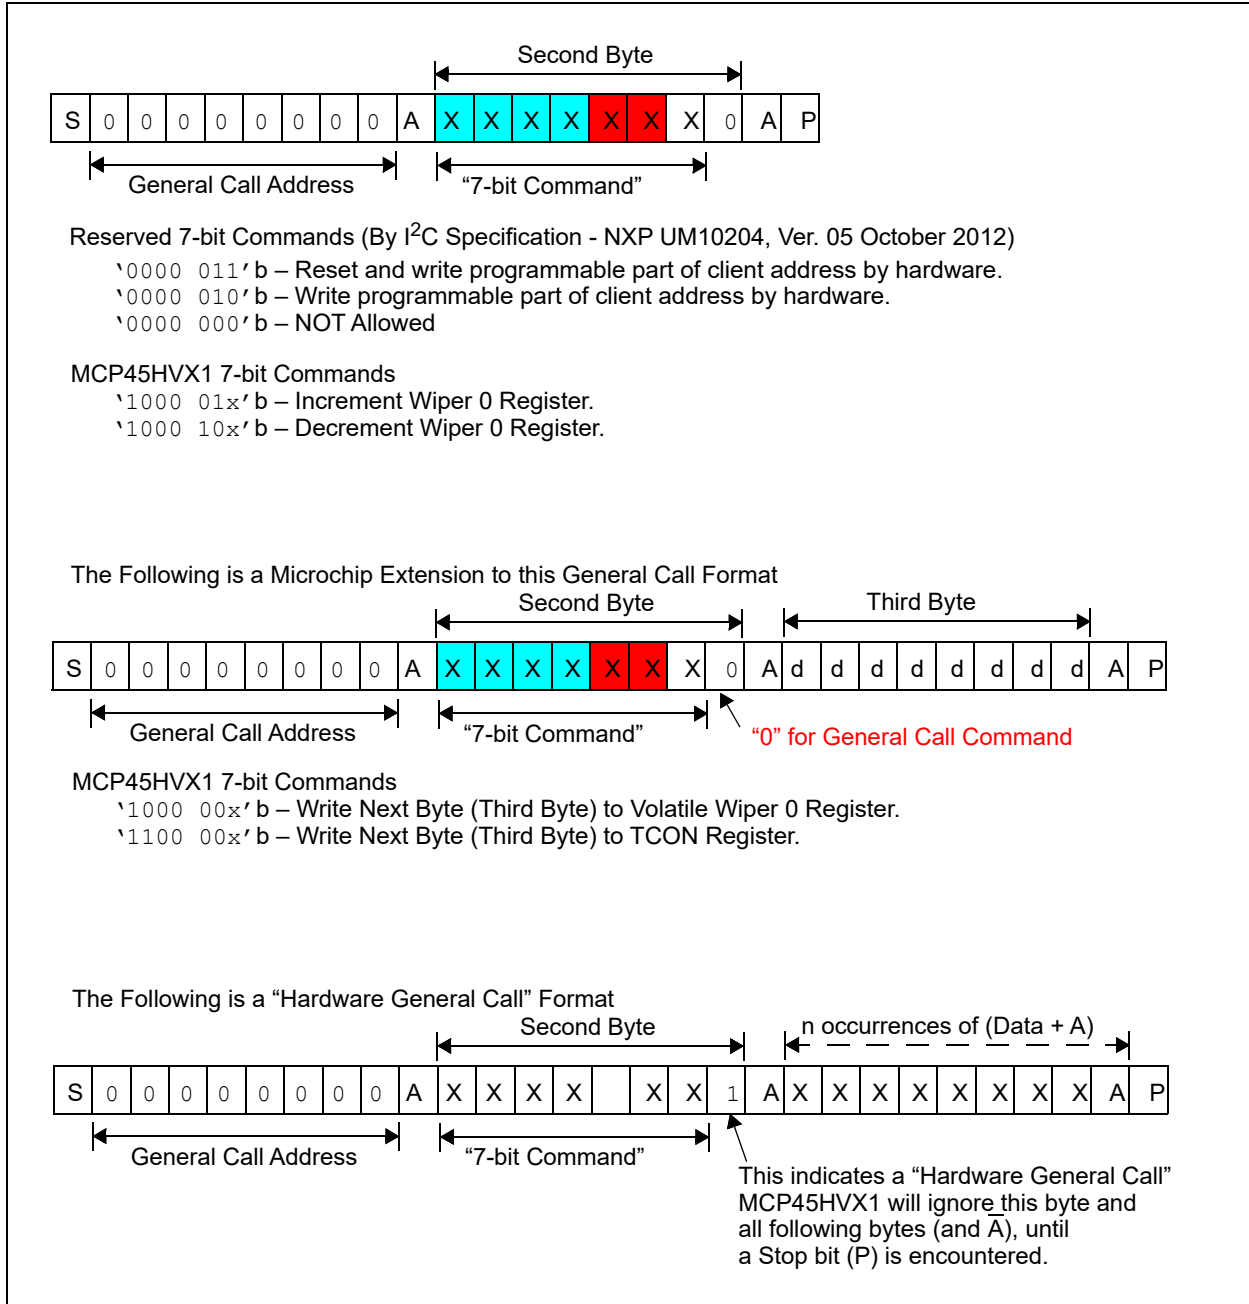 Second Byte
S 0 0 0 0 0 0 0 0 A X X X X X X X 0 A P
General Call Address “7-bit Command”
Reserved 7-bit Commands (By I²C Specification - NXP UM10204, Ver. 05 October 2012)
‘0000 011’b – Reset and write programmable part of client address by hardware.
‘0000 010’b – Write programmable part of client address by hardware.
‘0000 000’b – NOT Allowed
MCP45HVX1 7-bit Commands
‘1000 01x’b – Increment Wiper 0 Register.
‘1000 10x’b – Decrement Wiper 0 Register.
The Following is a Microchip Extension to this General Call Format
Second Byte Third Byte
S 0 0 0 0 0 0 0 0 A X X X X X X X 0 A d d d d d d d d A P
General Call Address “7-bit Command” “0” for General Call Command
MCP45HVX1 7-bit Commands
‘1000 00x’b – Write Next Byte (Third Byte) to Volatile Wiper 0 Register.
‘1100 00x’b – Write Next Byte (Third Byte) to TCON Register.
The Following is a “Hardware General Call” Format
Second Byte n occurrences of (Data + A)
S 0 0 0 0 0 0 0 0 A X X X X X X 1 A X X X X X X X X A P
General Call Address “7-bit Command”
This indicates a “Hardware General Call”
MCP45HVX1 will ignore this byte and
all following bytes (and A̅), until
a Stop bit (P) is encountered.